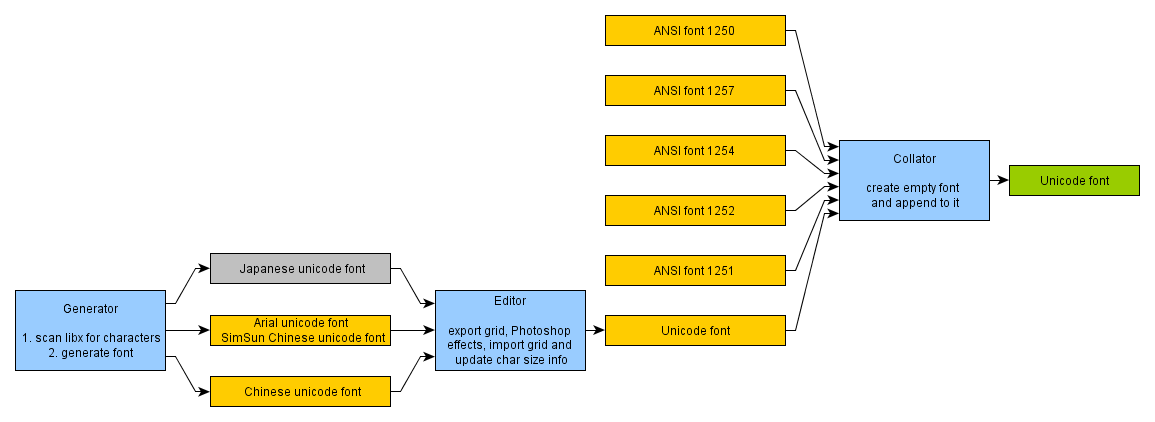 ANSI font 1250
ANSI font 1257
ANSI font 1254
ANSI font 1252
ANSI font 1251
Unicode font
Collator
create empty font
and append to it
Unicode font
Generator
1. scan libx for characters
2. generate font
Japanese unicode font
Arial unicode font
SimSun Chinese unicode font
Chinese unicode font
Editor
export grid, Photoshop
effects, import grid and
update char size info